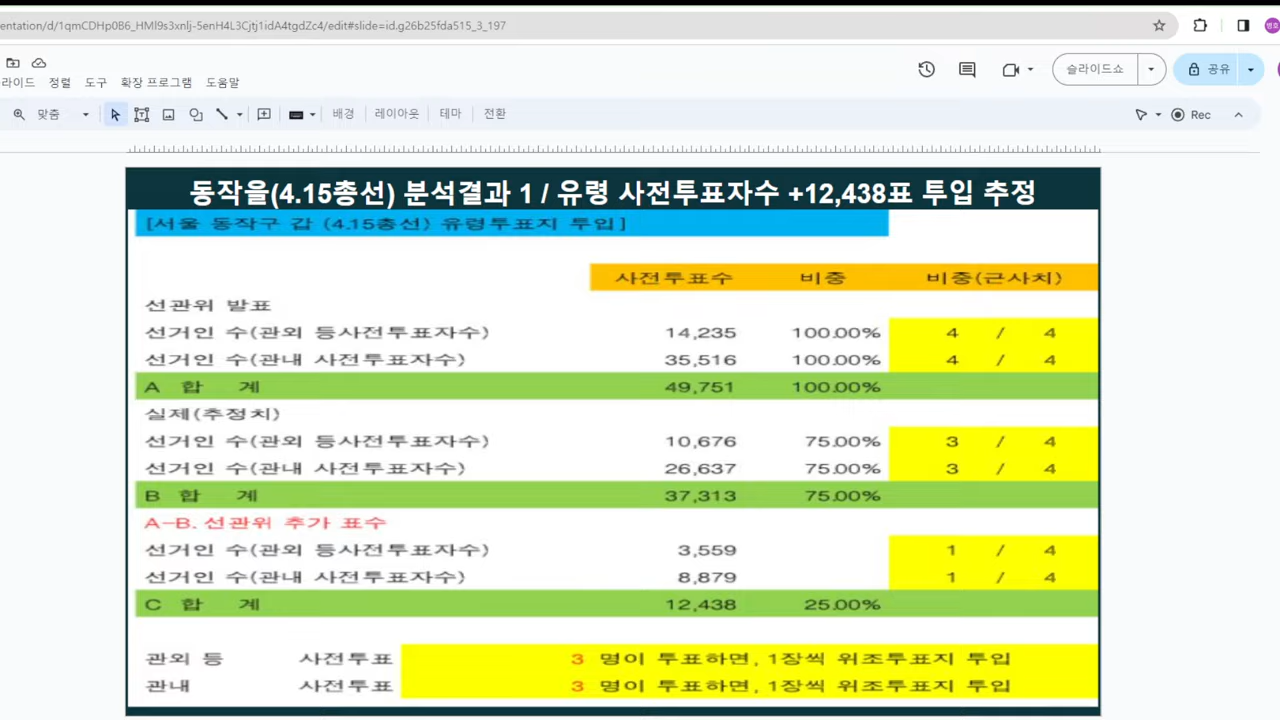 entation/d/1qmCDHp0B6_HMl9s3xnlj-5enH4L3Cjtj1idA4tgdZc4/edit#slide=id.g26b25fda515_3_197
라이드 정렬 도구 확장 프로그램 도움말
슬라이드쇼
공유
맞춤
배경 레이아웃 테마 전환
Rec
동작을(4.15총선) 분석결과 1 / 유령 사전투표자수 +12,438표 투입 추정
[서울 동작구 갑 (4.15총선) 유령투표지 투입]
사전투표수 비중 비중(근사치)
선관위 발표
선거인 수(관외 등사전투표자수) 14,235 100.00% 4 / 4
선거인 수(관내 사전투표자수) 35,516 100.00% 4 / 4
A 합 계 49,751 100.00%
실제(추정치)
선거인 수(관외 등사전투표자수) 10,676 75.00% 3 / 4
선거인 수(관내 사전투표자수) 26,637 75.00% 3 / 4
B 합 계 37,313 75.00%
A-B. 선관위 추가 표수
선거인 수(관외 등사전투표자수) 3,559 1 / 4
선거인 수(관내 사전투표자수) 8,879 1 / 4
C 합 계 12,438 25.00%
관외 등 사전투표 3 명이 투표하면, 1장씩 위조투표지 투입
관내 사전투표 3 명이 투표하면, 1장씩 위조투표지 투입